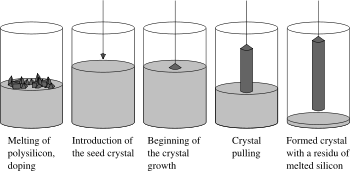 Melting of
polysilicon,
doping
Introduction of
the seed crystal
Beginning of
the crystal
growth
Crystal
pulling
Formed crystal
with a residu of
melted silicon